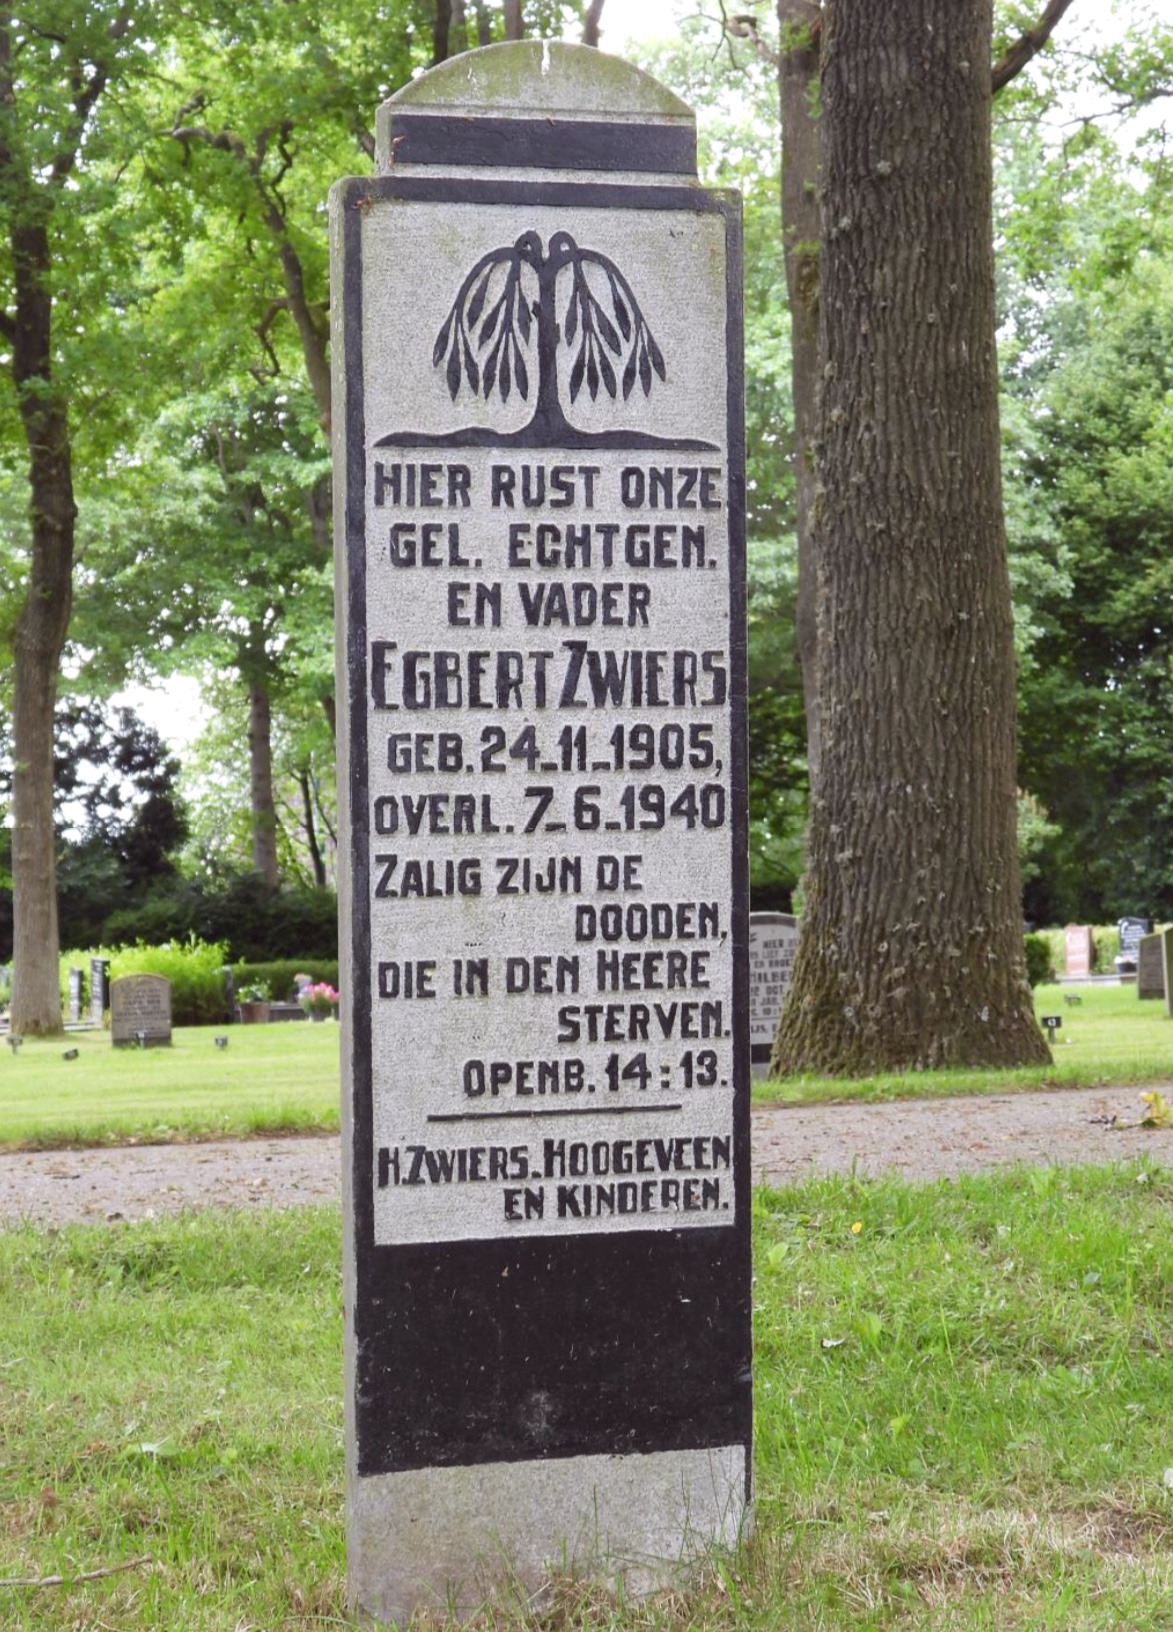 HIER RUST ONZE
GEL. ECHTGEN.
EN VADER
EGBERT ZWIERS
GEB. 24-11-1905,
OVERL. 7-6-1940
ZALIG ZIJN DE
DOODEN,
DIE IN DEN HEERE
STERVEN.
OPENB. 14:13.
H. ZWIERS-HOOGEVEEN
EN KINDEREN.